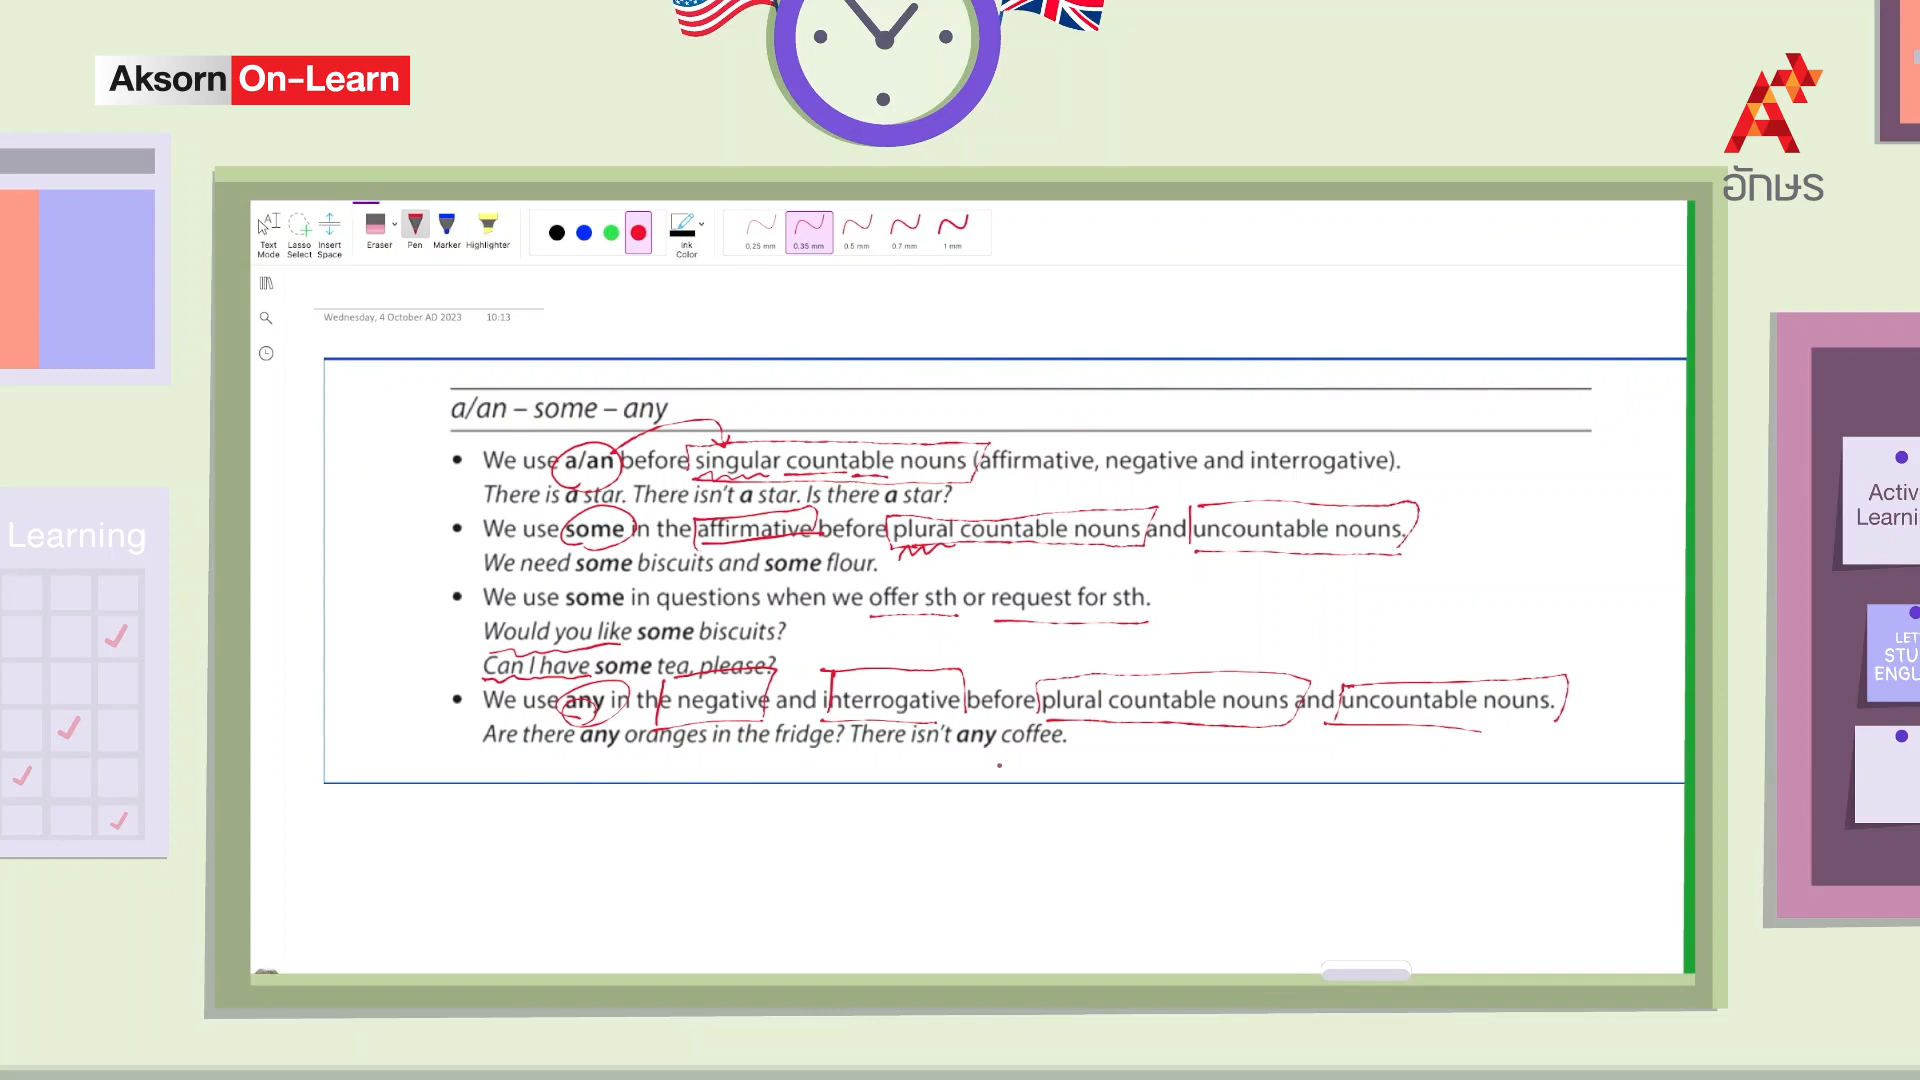 Aksorn On-Learn
อักษร
Text Mode
Lasso Select
Insert Space
Eraser
Pen
Marker
Highlighter
Ink Color
0.25 mm
0.35 mm
0.5 mm
0.7 mm
1 mm
Wednesday, 4 October AD 2023 10:13
a/an – some – any
• We use a/an before singular countable nouns (affirmative, negative and interrogative).
There is a star. There isn't a star. Is there a star?
• We use some in the affirmative before plural countable nouns and uncountable nouns.
We need some biscuits and some flour.
• We use some in questions when we offer sth or request for sth.
Would you like some biscuits?
Can I have some tea, please?
• We use any in the negative and interrogative before plural countable nouns and uncountable nouns.
Are there any oranges in the fridge? There isn't any coffee.
Learning
Activ
Learni
LET
STU
ENGL